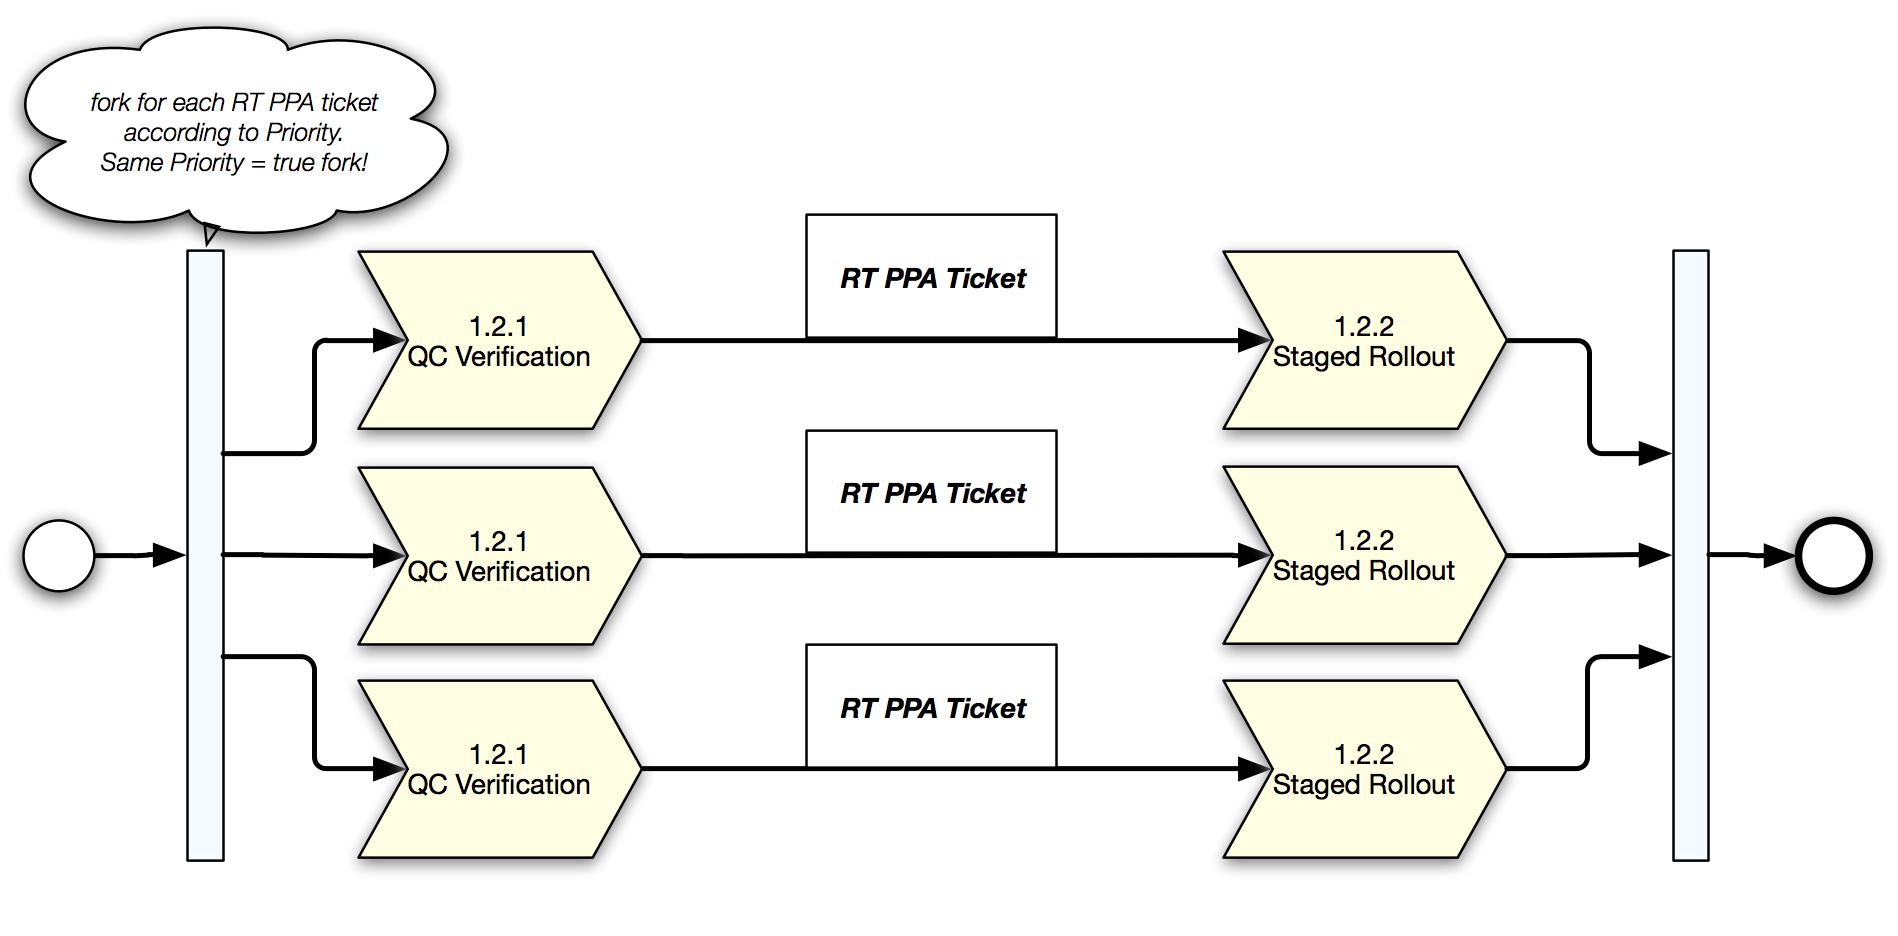 fork for each RT PPA ticket
according to Priority.
Same Priority = true fork!
RT PPA Ticket
1.2.1
QC Verification
1.2.2
Staged Rollout
RT PPA Ticket
1.2.1
QC Verification
1.2.2
Staged Rollout
RT PPA Ticket
1.2.1
QC Verification
1.2.2
Staged Rollout